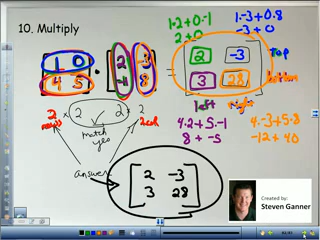 10. Multiply
1·2+0·-1
2+0
1·-3+0·8
-3+0
1 0
4 5
·
2 -3
-1 8
=
2 -3
3 28
top
bottom
left right
2 × 2 2 × 2
rows match 2 col
yes
4·2+5·-1
8+-5
4·-3+5·8
-12+40
answer
2 -3
3 28
Created by:
Steven Ganner